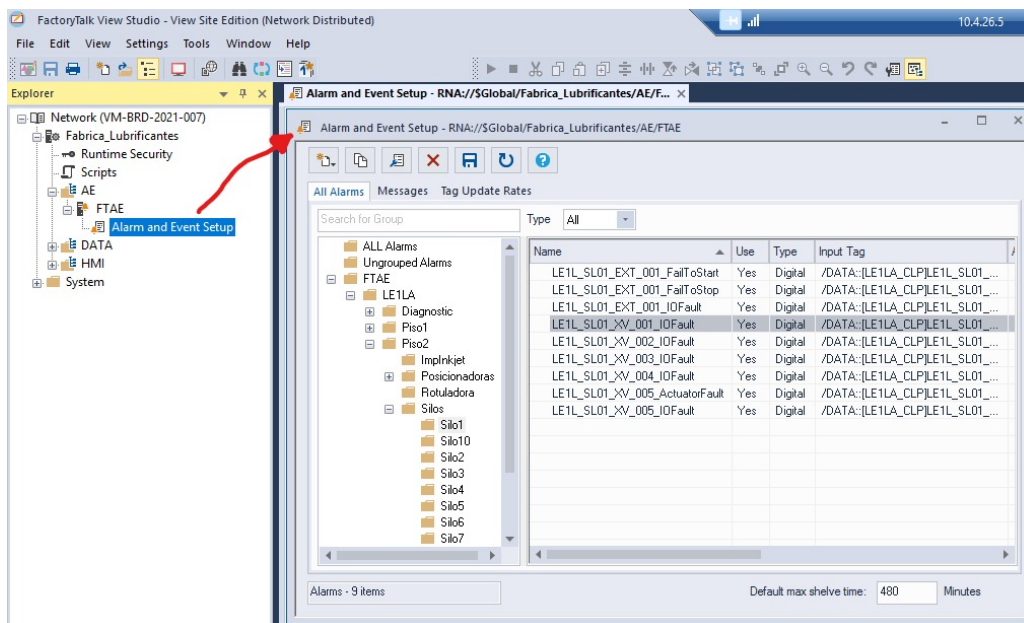 FactoryTalk View Studio - View Site Edition (Network Distributed)
10.4.26.5
File Edit View Settings Tools Window Help
Explorer
Network (VM-BRD-2021-007)
Fabrica_Lubrificantes
Runtime Security
Scripts
AE
FTAE
Alarm and Event Setup
DATA
HMI
System
Alarm and Event Setup - RNA://$Global/Fabrica_Lubrificantes/AE/F...
Alarm and Event Setup - RNA://$Global/Fabrica_Lubrificantes/AE/FTAE
All Alarms Messages Tag Update Rates
Search for Group
Type All
ALL Alarms
Ungrouped Alarms
FTAE
LE1LA
Diagnostic
Piso1
Piso2
ImpInkjet
Posicionadoras
Rotuladora
Silos
Silo1
Silo10
Silo2
Silo3
Silo4
Silo5
Silo6
Silo7
Name Use Type Input Tag
LE1L_SL01_EXT_001_FailToStart Yes Digital /DATA::[LE1LA_CLP]LE1L_SL01_...
LE1L_SL01_EXT_001_FailToStop Yes Digital /DATA::[LE1LA_CLP]LE1L_SL01_...
LE1L_SL01_EXT_001_IOFault Yes Digital /DATA::[LE1LA_CLP]LE1L_SL01_...
LE1L_SL01_XV_001_IOFault Yes Digital /DATA::[LE1LA_CLP]LE1L_SL01_...
LE1L_SL01_XV_002_IOFault Yes Digital /DATA::[LE1LA_CLP]LE1L_SL01_...
LE1L_SL01_XV_003_IOFault Yes Digital /DATA::[LE1LA_CLP]LE1L_SL01_...
LE1L_SL01_XV_004_IOFault Yes Digital /DATA::[LE1LA_CLP]LE1L_SL01_...
LE1L_SL01_XV_005_ActuatorFault Yes Digital /DATA::[LE1LA_CLP]LE1L_SL01_...
LE1L_SL01_XV_005_IOFault Yes Digital /DATA::[LE1LA_CLP]LE1L_SL01_...
Alarms - 9 items
Default max shelve time: 480 Minutes